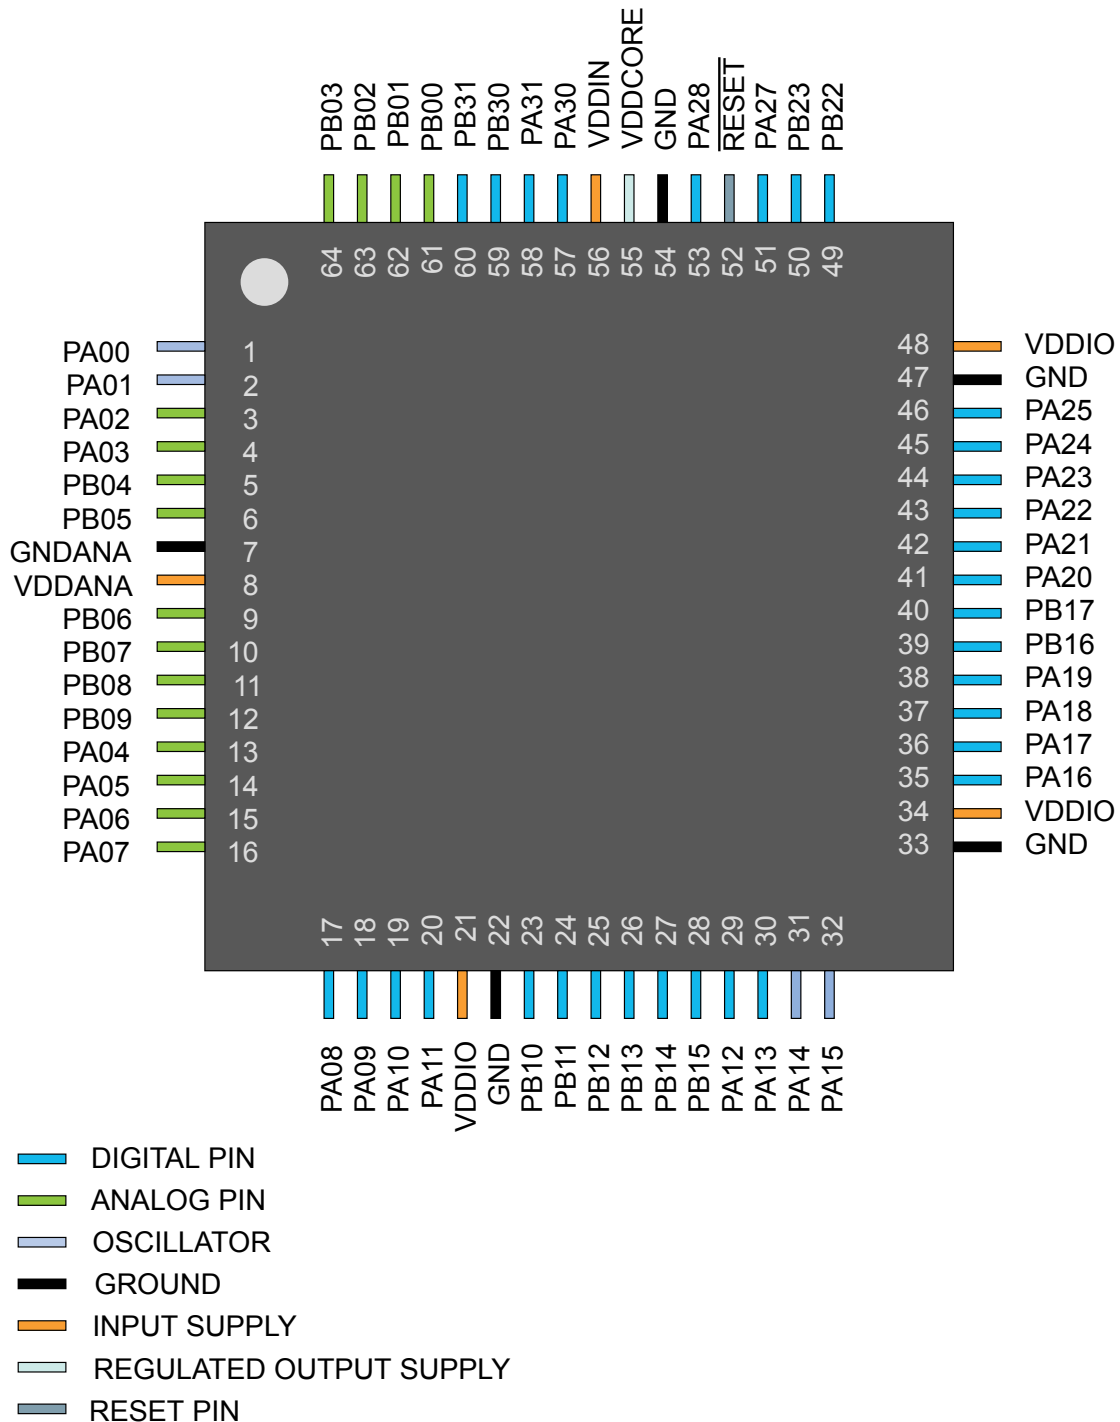 PB03
PB02
PB01
PB00
PB31
PB30
PA31
PA30
VDDIN
VDDCORE
GND
PA28
RESET
PA27
PB23
PB22
64
63
62
61
60
59
58
57
56
55
54
53
52
51
50
49
PA00 1
PA01 2
PA02 3
PA03 4
PB04 5
PB05 6
GNDANA 7
VDDANA 8
PB06 9
PB07 10
PB08 11
PB09 12
PA04 13
PA05 14
PA06 15
PA07 16
48 VDDIO
47 GND
46 PA25
45 PA24
44 PA23
43 PA22
42 PA21
41 PA20
40 PB17
39 PB16
38 PA19
37 PA18
36 PA17
35 PA16
34 VDDIO
33 GND
17
18
19
20
21
22
23
24
25
26
27
28
29
30
31
32
PA08
PA09
PA10
PA11
VDDIO
GND
PB10
PB11
PB12
PB13
PB14
PB15
PA12
PA13
PA14
PA15
DIGITAL PIN
ANALOG PIN
OSCILLATOR
GROUND
INPUT SUPPLY
REGULATED OUTPUT SUPPLY
RESET PIN